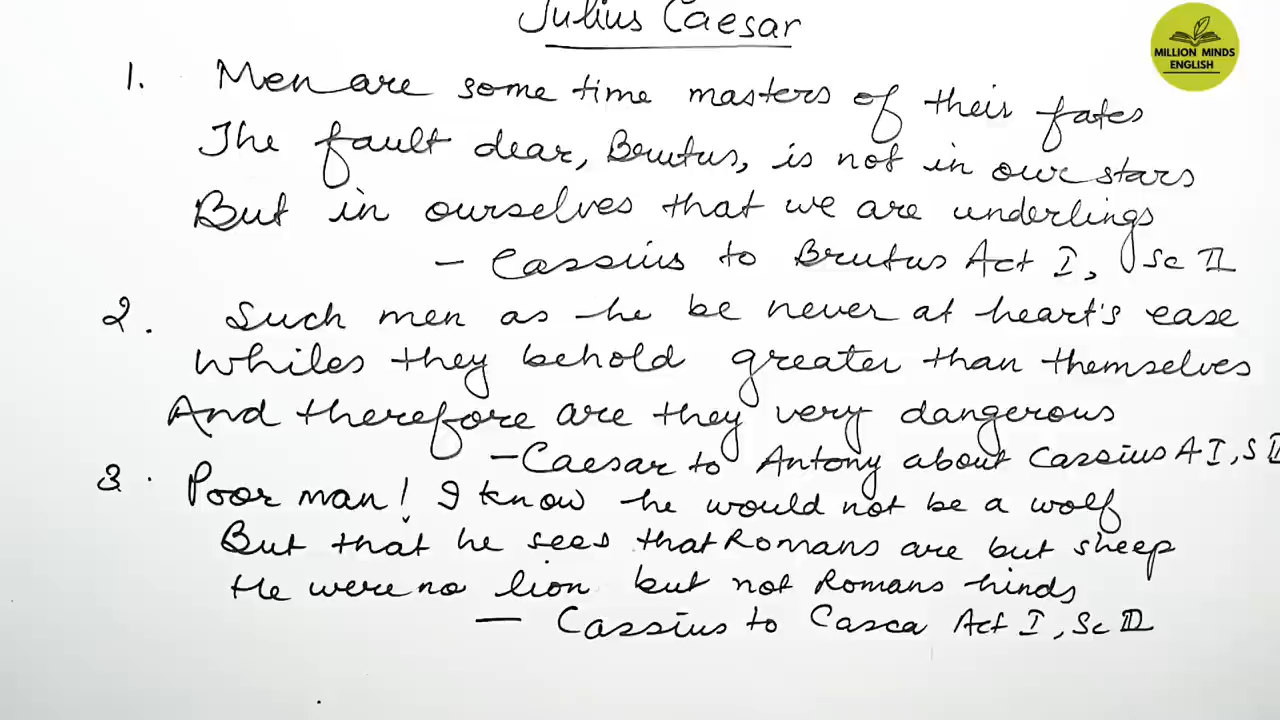 Julius Caesar
MILLION MINDS
ENGLISH
1. Men are some time masters of their fates
The fault dear, Brutus, is not in our stars
But in ourselves that we are underlings
- Cassius to Brutus Act I, Sc II
2. Such men as he be never at heart's ease
Whiles they behold greater than themselves
And therefore are they very dangerous
- Caesar to Antony about Cassius A I, S II
3. Poor man! I know he would not be a wolf
But that he sees that Romans are but sheep
He were no lion but not Romans hinds
- Cassius to Casca Act I, Sc III